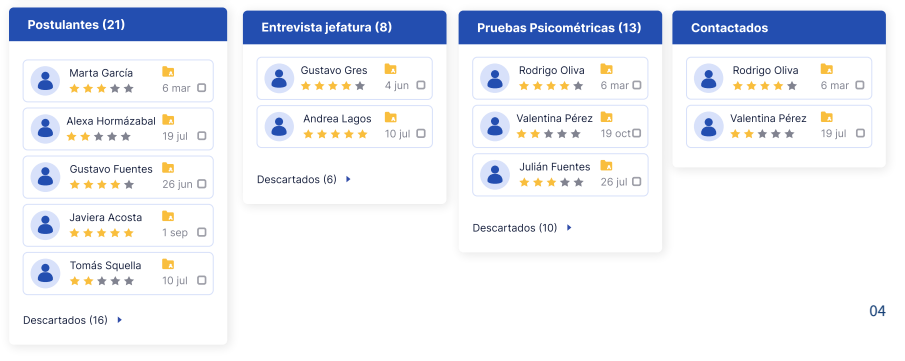 Postulantes (21)
Marta García
6 mar
Alexa Hormázabal
19 jul
Gustavo Fuentes
26 jun
Javiera Acosta
1 sep
Tomás Squella
10 jul
Descartados (16)
Entrevista jefatura (8)
Gustavo Gres
4 jun
Andrea Lagos
10 jul
Descartados (6)
Pruebas Psicométricas (13)
Rodrigo Oliva
6 mar
Valentina Pérez
19 oct
Julián Fuentes
26 jul
Descartados (10)
Contactados
Rodrigo Oliva
6 mar
Valentina Pérez
19 jul
04